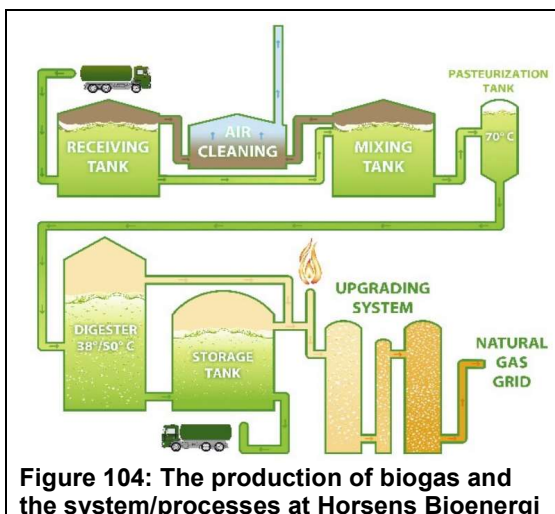 PASTEURIZATION
TANK
70° C
RECEIVING
TANK
AIR
CLEANING
MIXING
TANK
UPGRADING
SYSTEM
DIGESTER
38°/50° C
STORAGE
TANK
NATURAL
GAS
GRID
Figure 104: The production of biogas and
the system/processes at Horsens Bioenergi